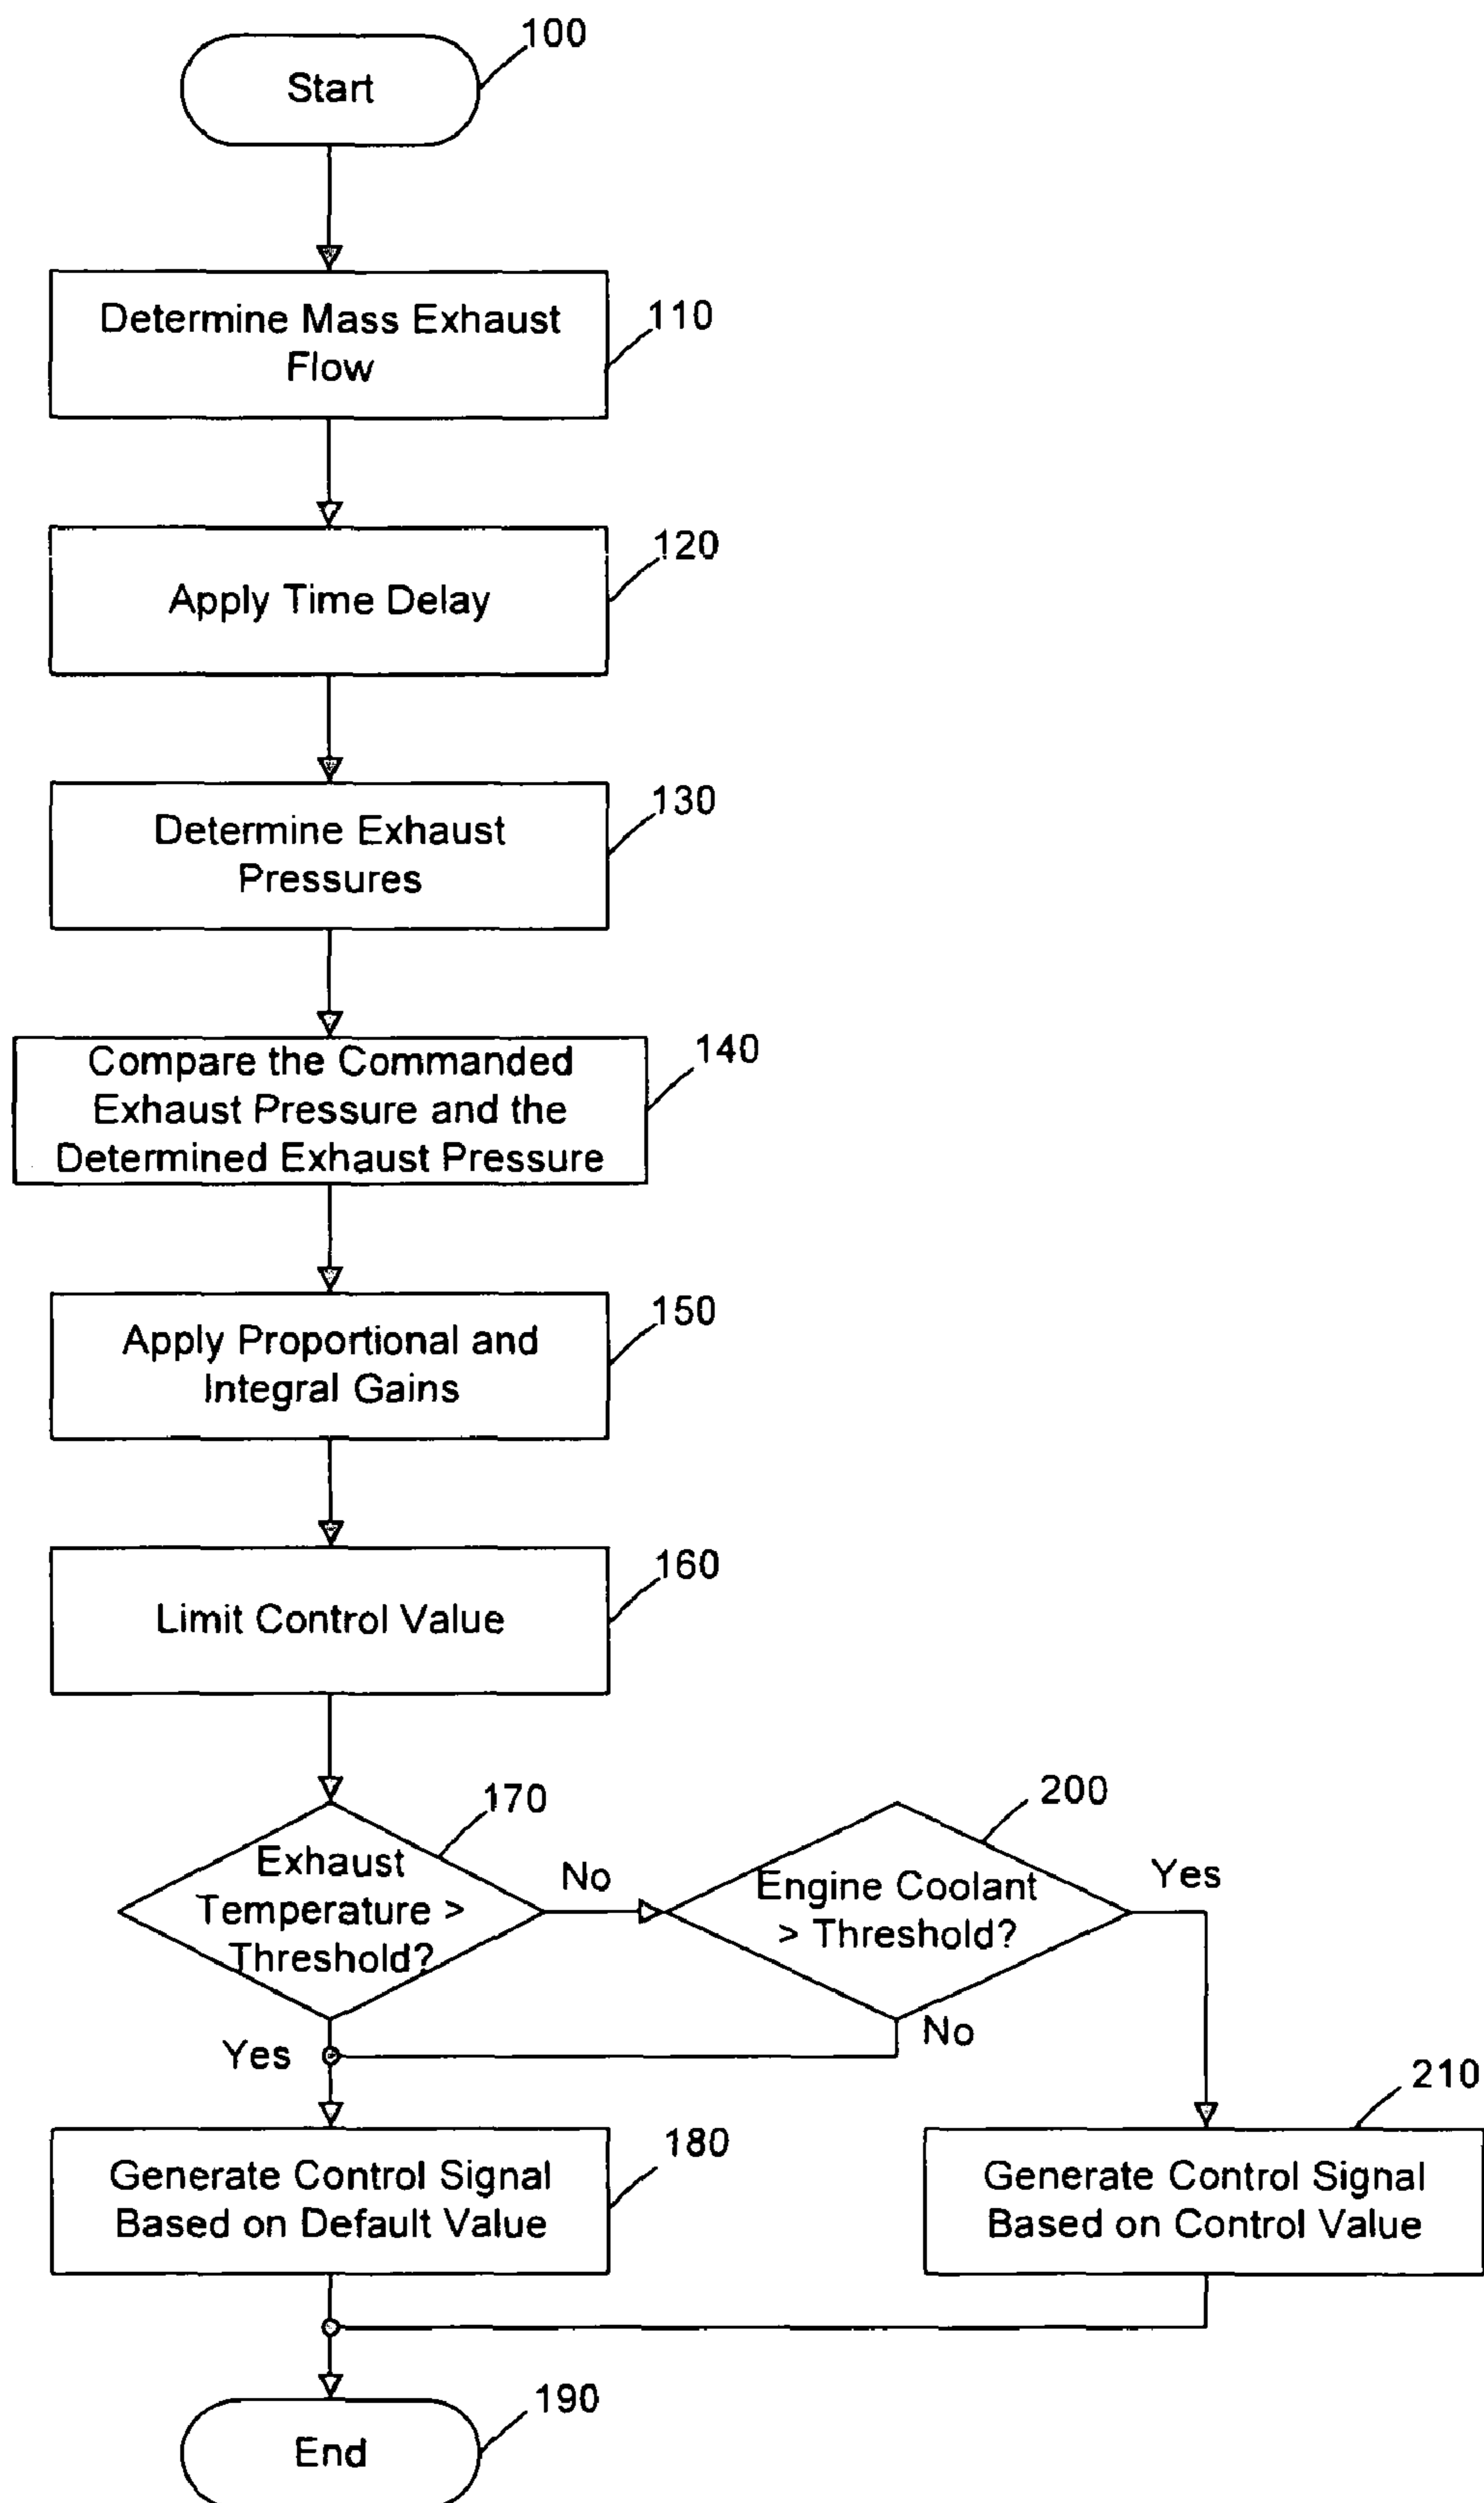 100
Start
110
Determine Mass Exhaust
Flow
120
Apply Time Delay
130
Determine Exhaust
Pressures
140
Compare the Commanded
Exhaust Pressure and the
Determined Exhaust Pressure
150
Apply Proportional and
Integral Gains
160
Limit Control Value
170
Exhaust
Temperature >
Threshold?
No
200
Engine Coolant
> Threshold?
Yes
No
Yes
180
Generate Control Signal
Based on Default Value
210
Generate Control Signal
Based on Control Value
190
End